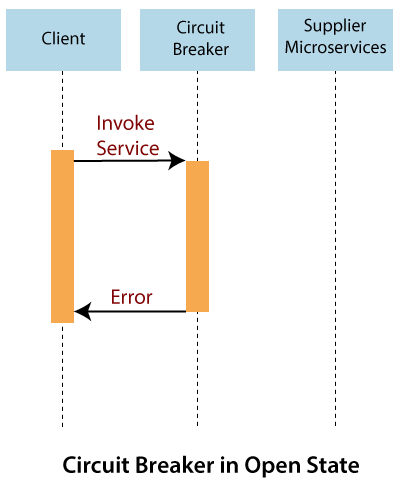 Client
Circuit
Breaker
Supplier
Microservices
Invoke
Service
Error
Circuit Breaker in Open State